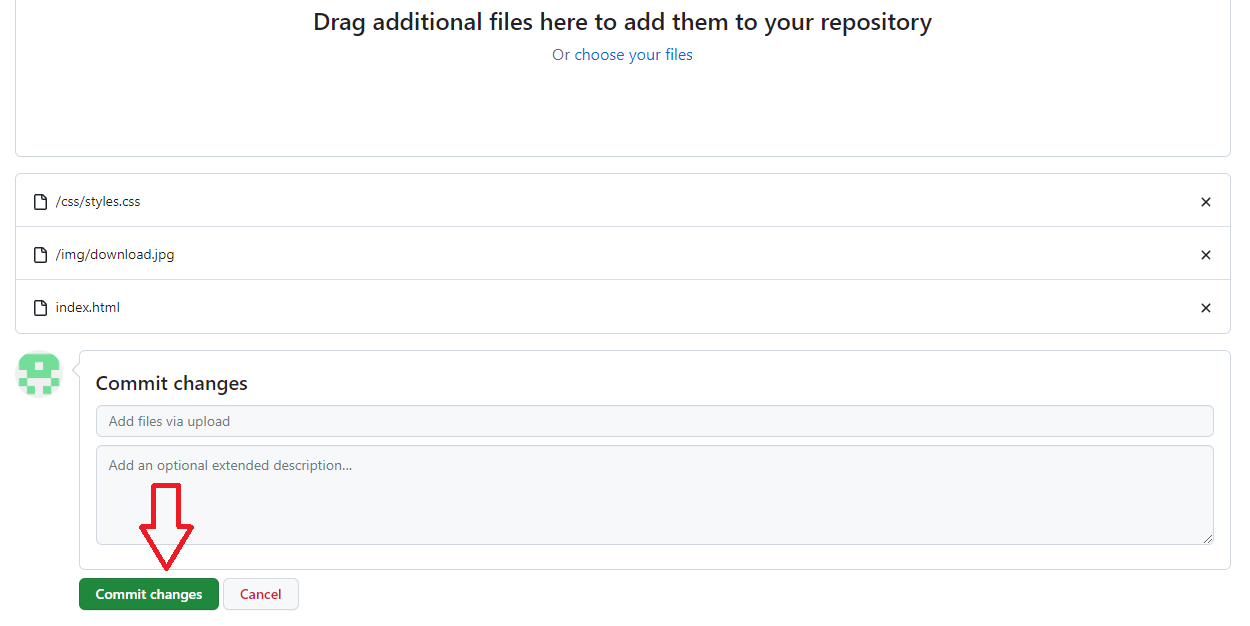 Drag additional files here to add them to your repository
Or choose your files
/css/styles.css
/img/download.jpg
index.html
Commit changes
Add files via upload
Add an optional extended description...
Commit changes Cancel